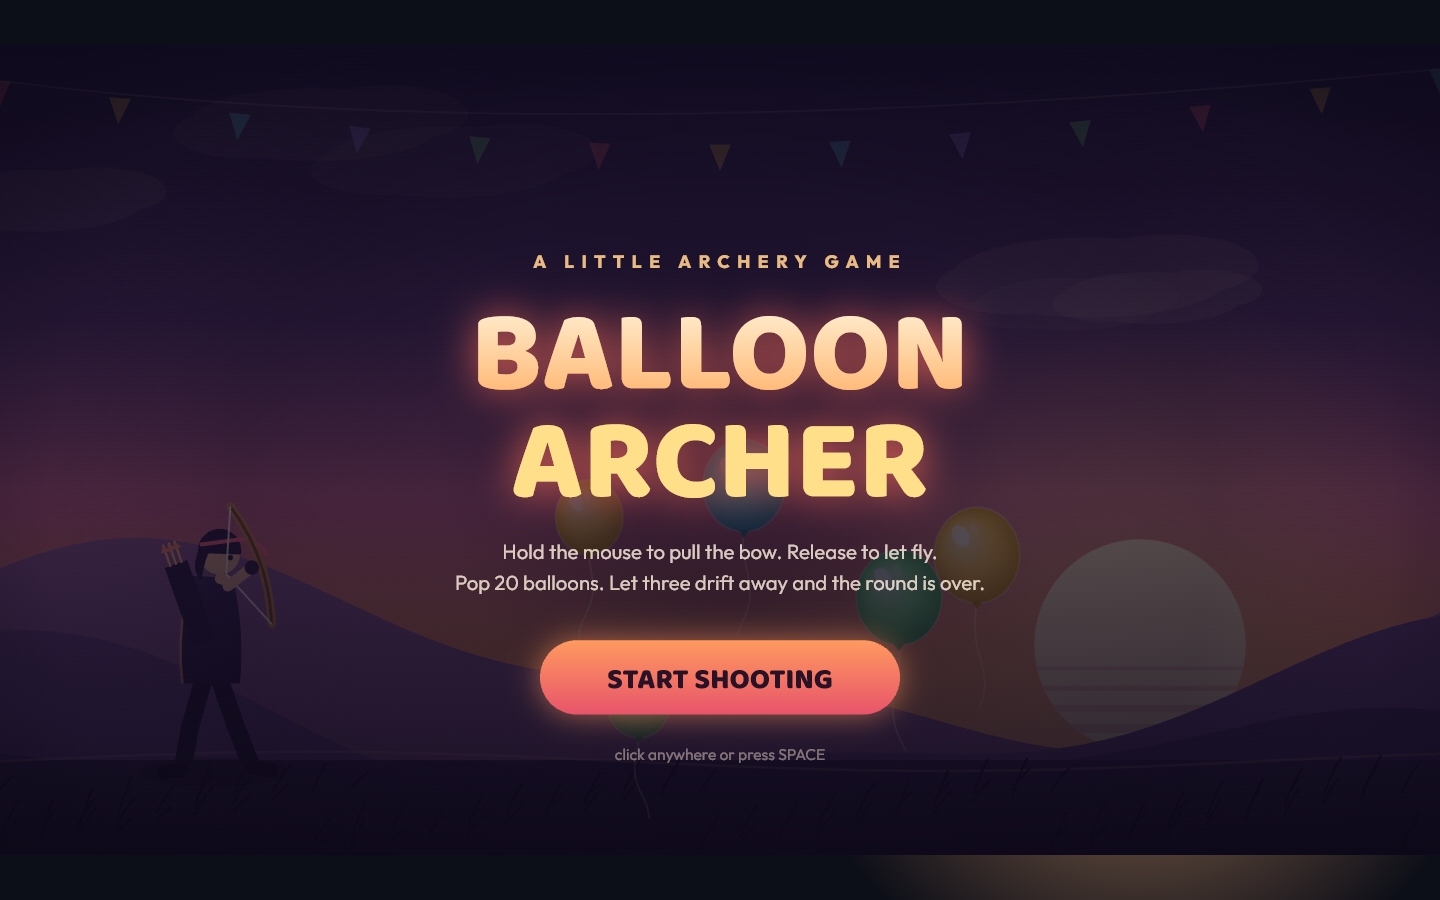 A LITTLE ARCHERY GAME
BALLOON
ARCHER
Hold the mouse to pull the bow. Release to let fly.
Pop 20 balloons. Let three drift away and the round is over.
START SHOOTING
click anywhere or press SPACE